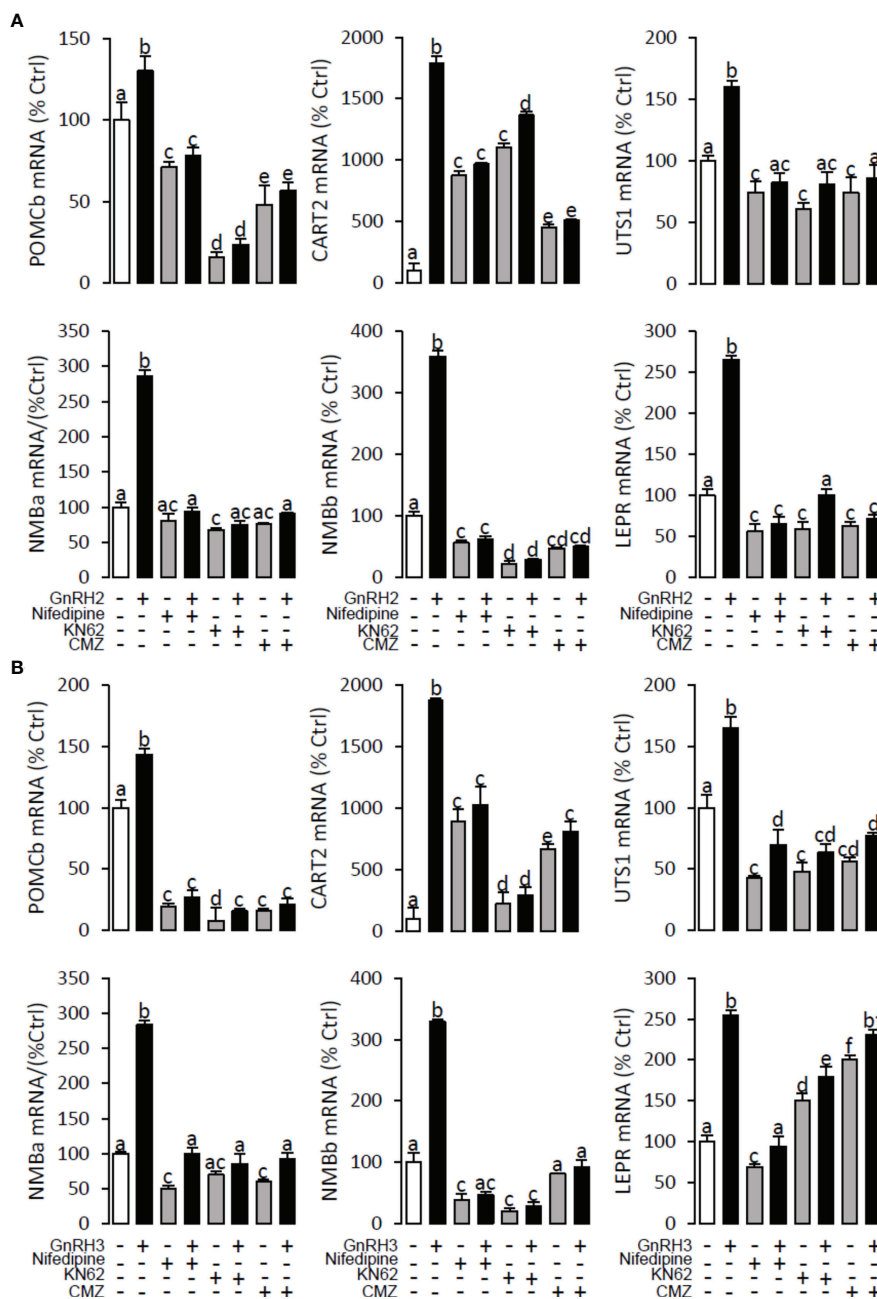 A
POMCb mRNA (% Ctrl)
150
100
50
0
a b c c d d e e
CART2 mRNA (% Ctrl)
2000
1500
1000
500
0
a b c c c d e e
UTS1 mRNA (% Ctrl)
200
150
100
50
0
a b c ac c ac c a
NMBa mRNA/(%Ctrl)
350
300
250
200
150
100
50
0
a b ac a c ac ac a
NMBb mRNA (% Ctrl)
400
300
200
100
0
a b c c d d cd cd
LEPR mRNA (% Ctrl)
300
250
200
150
100
50
0
a b c c c a c c
GnRH2 - + - + - + - + - + - + - + - + - + - + - + - +
Nifedipine - - + + - - - - - - + + - - - - - - + + - - - -
KN62 - - - - + + - - - - - - + + - - - - - - + + - -
CMZ - - - - - - + + - - - - - - + + - - - - - - + +
B
POMCb mRNA (% Ctrl)
200
150
100
50
0
a b c c d c c c
CART2 mRNA (% Ctrl)
2000
1500
1000
500
0
a b c c d d e c
UTS1 mRNA (% Ctrl)
200
150
100
50
0
a b c d c cd cd d
NMBa mRNA/(%Ctrl)
350
300
250
200
150
100
50
0
a b c a ac a c a
NMBb mRNA (% Ctrl)
400
300
200
100
0
a b c ac c c a a
LEPR mRNA (% Ctrl)
300
250
200
150
100
50
0
a b c a d e f
GnRH3 - + - + - + - + - + - + - + - + - + - + - + - +
Nifedipine - - + + - - - - - - + + - - - - - - + + - - - -
KN62 - - - - + + - - - - - - + + - - - - - - + + - -
CMZ - - - - - - + + - - - - - - + + - - - - - - + +